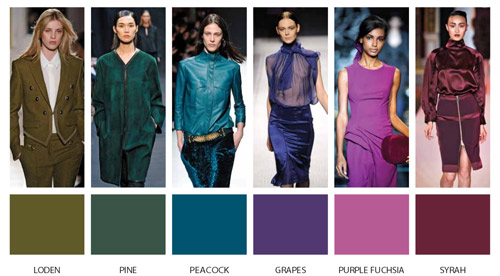 LODEN
PINE
PEACOCK
GRAPES
PURPLE FUCHSIA
SYRAH